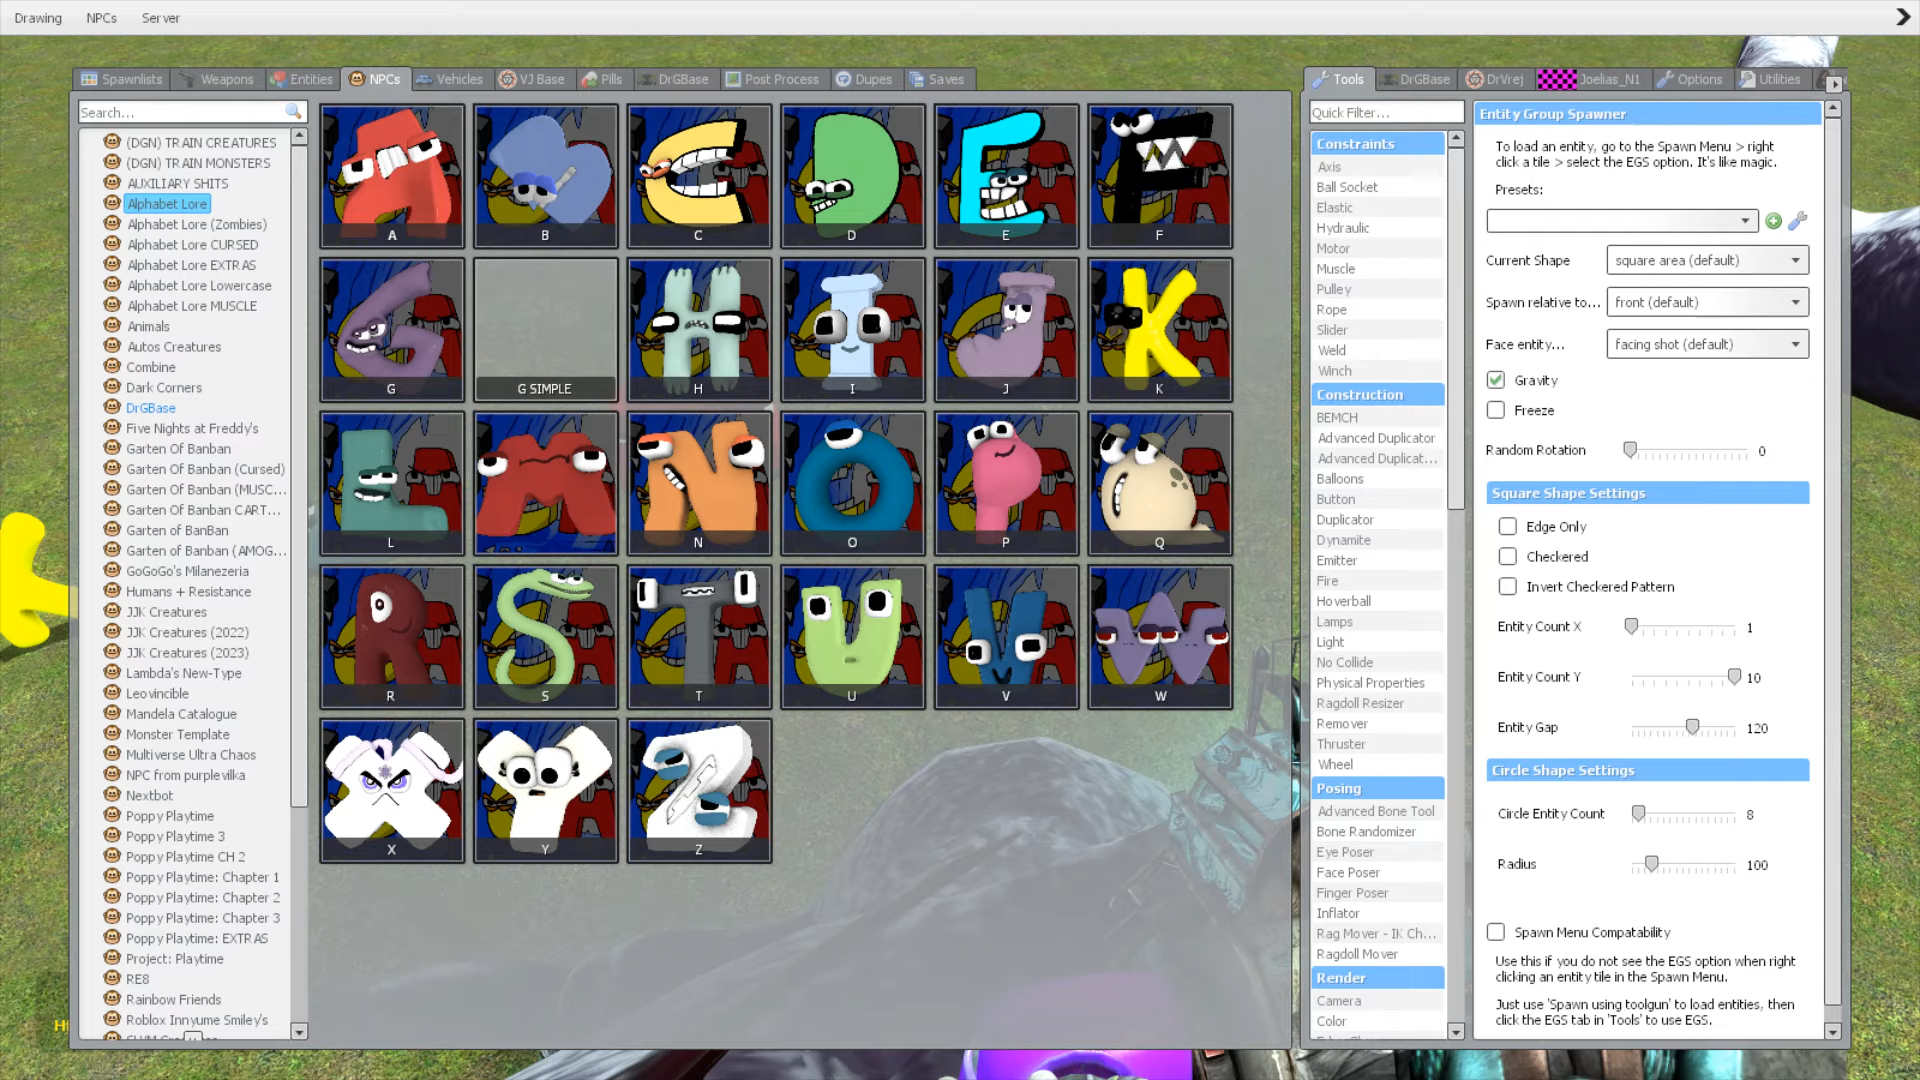 Drawing NPCs Server
Spawnlists Weapons Entities NPCs Vehicles VJ Base Pills DrGBase Post Process Dupes Saves
Search...
(DGN) TRAIN CREATURES
(DGN) TRAIN MONSTERS
AUXILIARY SHITS
Alphabet Lore
Alphabet Lore (Zombies)
Alphabet Lore CURSED
Alphabet Lore EXTRAS
Alphabet Lore Lowercase
Alphabet Lore MUSCLE
Animals
Autos Creatures
Combine
Dark Corners
DrGBase
Five Nights at Freddy's
Garten Of Banban
Garten Of Banban (Cursed)
Garten Of Banban (MUSC...
Garten Of Banban CART...
Garten of BanBan
Garten of Banban (AMOG...
GoGoGo's Milanezeria
Humans + Resistance
JJK Creatures
JJK Creatures (2022)
JJK Creatures (2023)
Lambda's New-Type
Leovincible
Mandela Catalogue
Monster Template
Multiverse Ultra Chaos
NPC from purplevilka
Nextbot
Poppy Playtime
Poppy Playtime 3
Poppy Playtime CH 2
Poppy Playtime: Chapter 1
Poppy Playtime: Chapter 2
Poppy Playtime: Chapter 3
Poppy Playtime: EXTRAS
Project: Playtime
RE8
Rainbow Friends
Roblox Innyume Smiley's
A B C D E F
G G SIMPLE H I J K
L N O P Q
R S T U V W
X Y Z
Tools DrGBase DrVrej Joelias_N1 Options Utilities
Quick Filter...
Constraints
Axis
Ball Socket
Elastic
Hydraulic
Motor
Muscle
Pulley
Rope
Slider
Weld
Winch
Construction
BEMCH
Advanced Duplicator
Advanced Duplicat...
Balloons
Button
Duplicator
Dynamite
Emitter
Fire
Hoverball
Lamps
Light
No Collide
Physical Properties
Ragdoll Resizer
Remover
Thruster
Wheel
Posing
Advanced Bone Tool
Bone Randomizer
Eye Poser
Face Poser
Finger Poser
Inflator
Rag Mover - IK Ch...
Ragdoll Mover
Render
Camera
Color
Entity Group Spawner
To load an entity, go to the Spawn Menu > right
click a tile > select the EGS option. It's like magic.
Presets:
Current Shape square area (default)
Spawn relative to... front (default)
Face entity... facing shot (default)
Gravity
Freeze
Random Rotation 0
Square Shape Settings
Edge Only
Checkered
Invert Checkered Pattern
Entity Count X 1
Entity Count Y 10
Entity Gap 120
Circle Shape Settings
Circle Entity Count 8
Radius 100
Spawn Menu Compatability
Use this if you do not see the EGS option when right
clicking an entity tile in the Spawn Menu.
Just use 'Spawn using toolgun' to load entities, then
click the EGS tab in 'Tools' to use EGS.